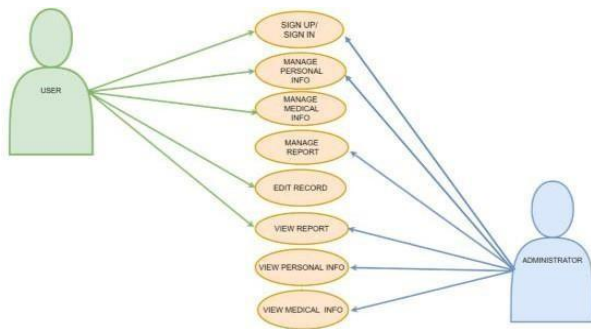 SIGN UP/
SIGN IN
MANAGE
PERSONAL
INFO
USER
MANAGE
MEDICAL
INFO
MANAGE
REPORT
EDIT RECORD
VIEW REPORT
VIEW PERSONAL INFO
ADMINISTRATOR
VIEW MEDICAL INFO